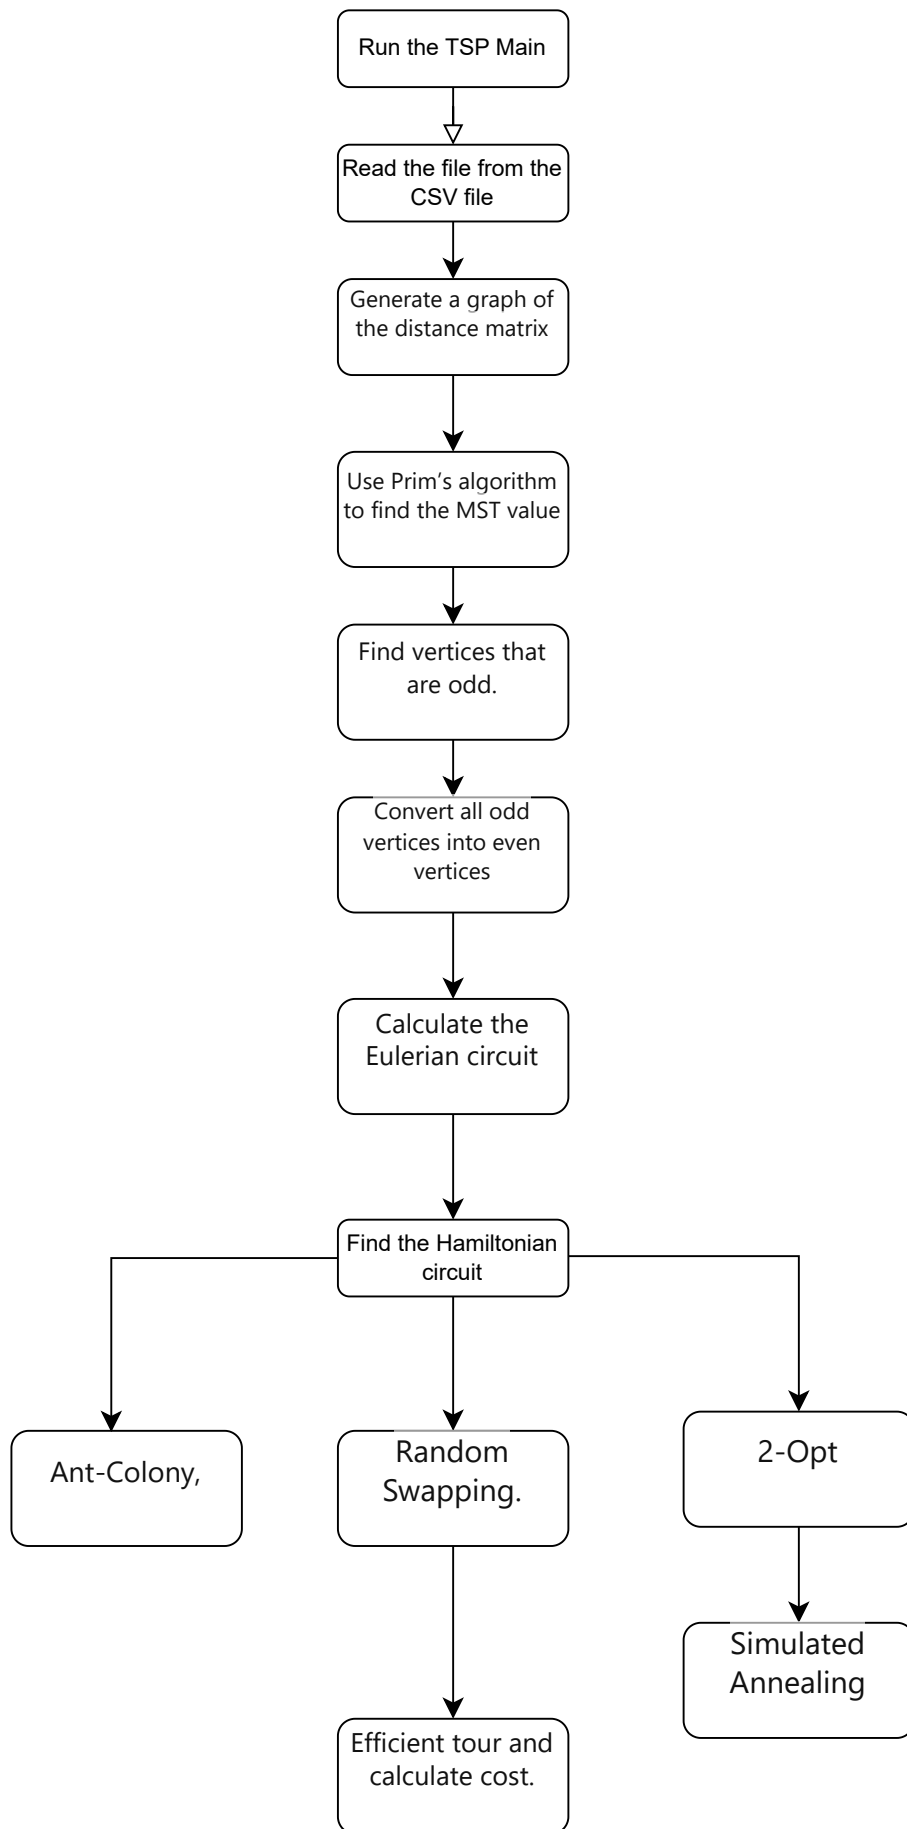 Run the TSP Main
Read the file from the
CSV file
Generate a graph of
the distance matrix
Use Prim’s algorithm
to find the MST value
Find vertices that
are odd.
Convert all odd
vertices into even
vertices
Calculate the
Eulerian circuit
Find the Hamiltonian
circuit
Ant-Colony,
Random
Swapping.
2-Opt
Simulated
Annealing
Efficient tour and
calculate cost.